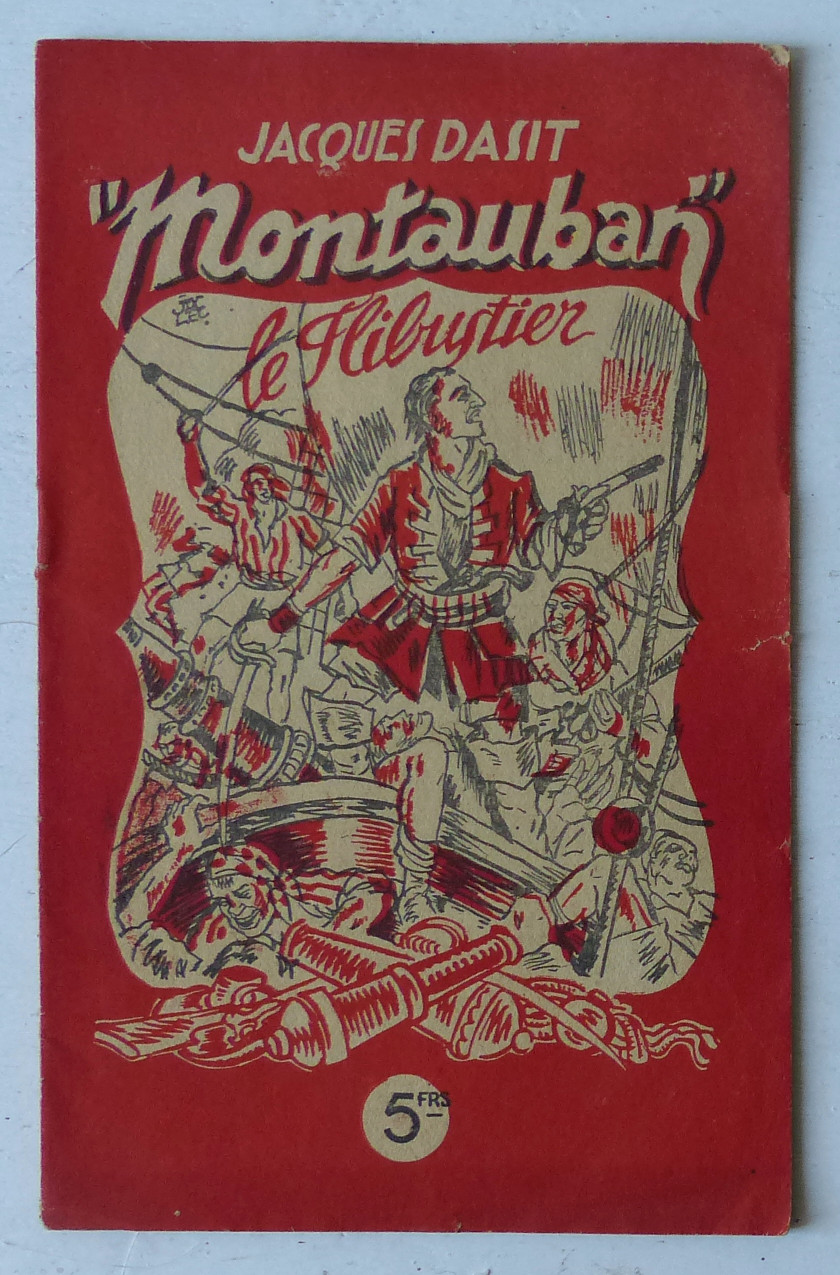 JACQUES DASIT
"Montauban"
le Flibustier
5 FRS